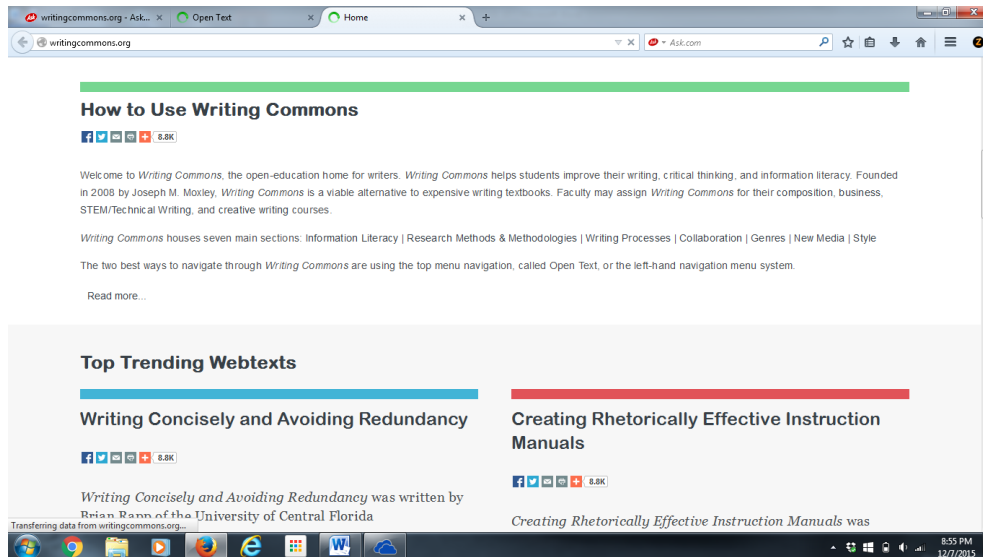 writingcommons.org - Ask...
Open Text
Home
writingcommons.org
Ask.com
How to Use Writing Commons
8.8K
Welcome to Writing Commons, the open-education home for writers. Writing Commons helps students improve their writing, critical thinking, and information literacy. Founded
in 2008 by Joseph M. Moxley, Writing Commons is a viable alternative to expensive writing textbooks. Faculty may assign Writing Commons for their composition, business,
STEM/Technical Writing, and creative writing courses.
Writing Commons houses seven main sections: Information Literacy | Research Methods & Methodologies | Writing Processes | Collaboration | Genres | New Media | Style
The two best ways to navigate through Writing Commons are using the top menu navigation, called Open Text, or the left-hand navigation menu system.
Read more...
Top Trending Webtexts
Writing Concisely and Avoiding Redundancy
8.8K
Writing Concisely and Avoiding Redundancy was written by
Brian Rapp of the University of Central Florida
Creating Rhetorically Effective Instruction
Manuals
8.8K
Creating Rhetorically Effective Instruction Manuals was
Transferring data from writingcommons.org...
8:55 PM
12/7/2015